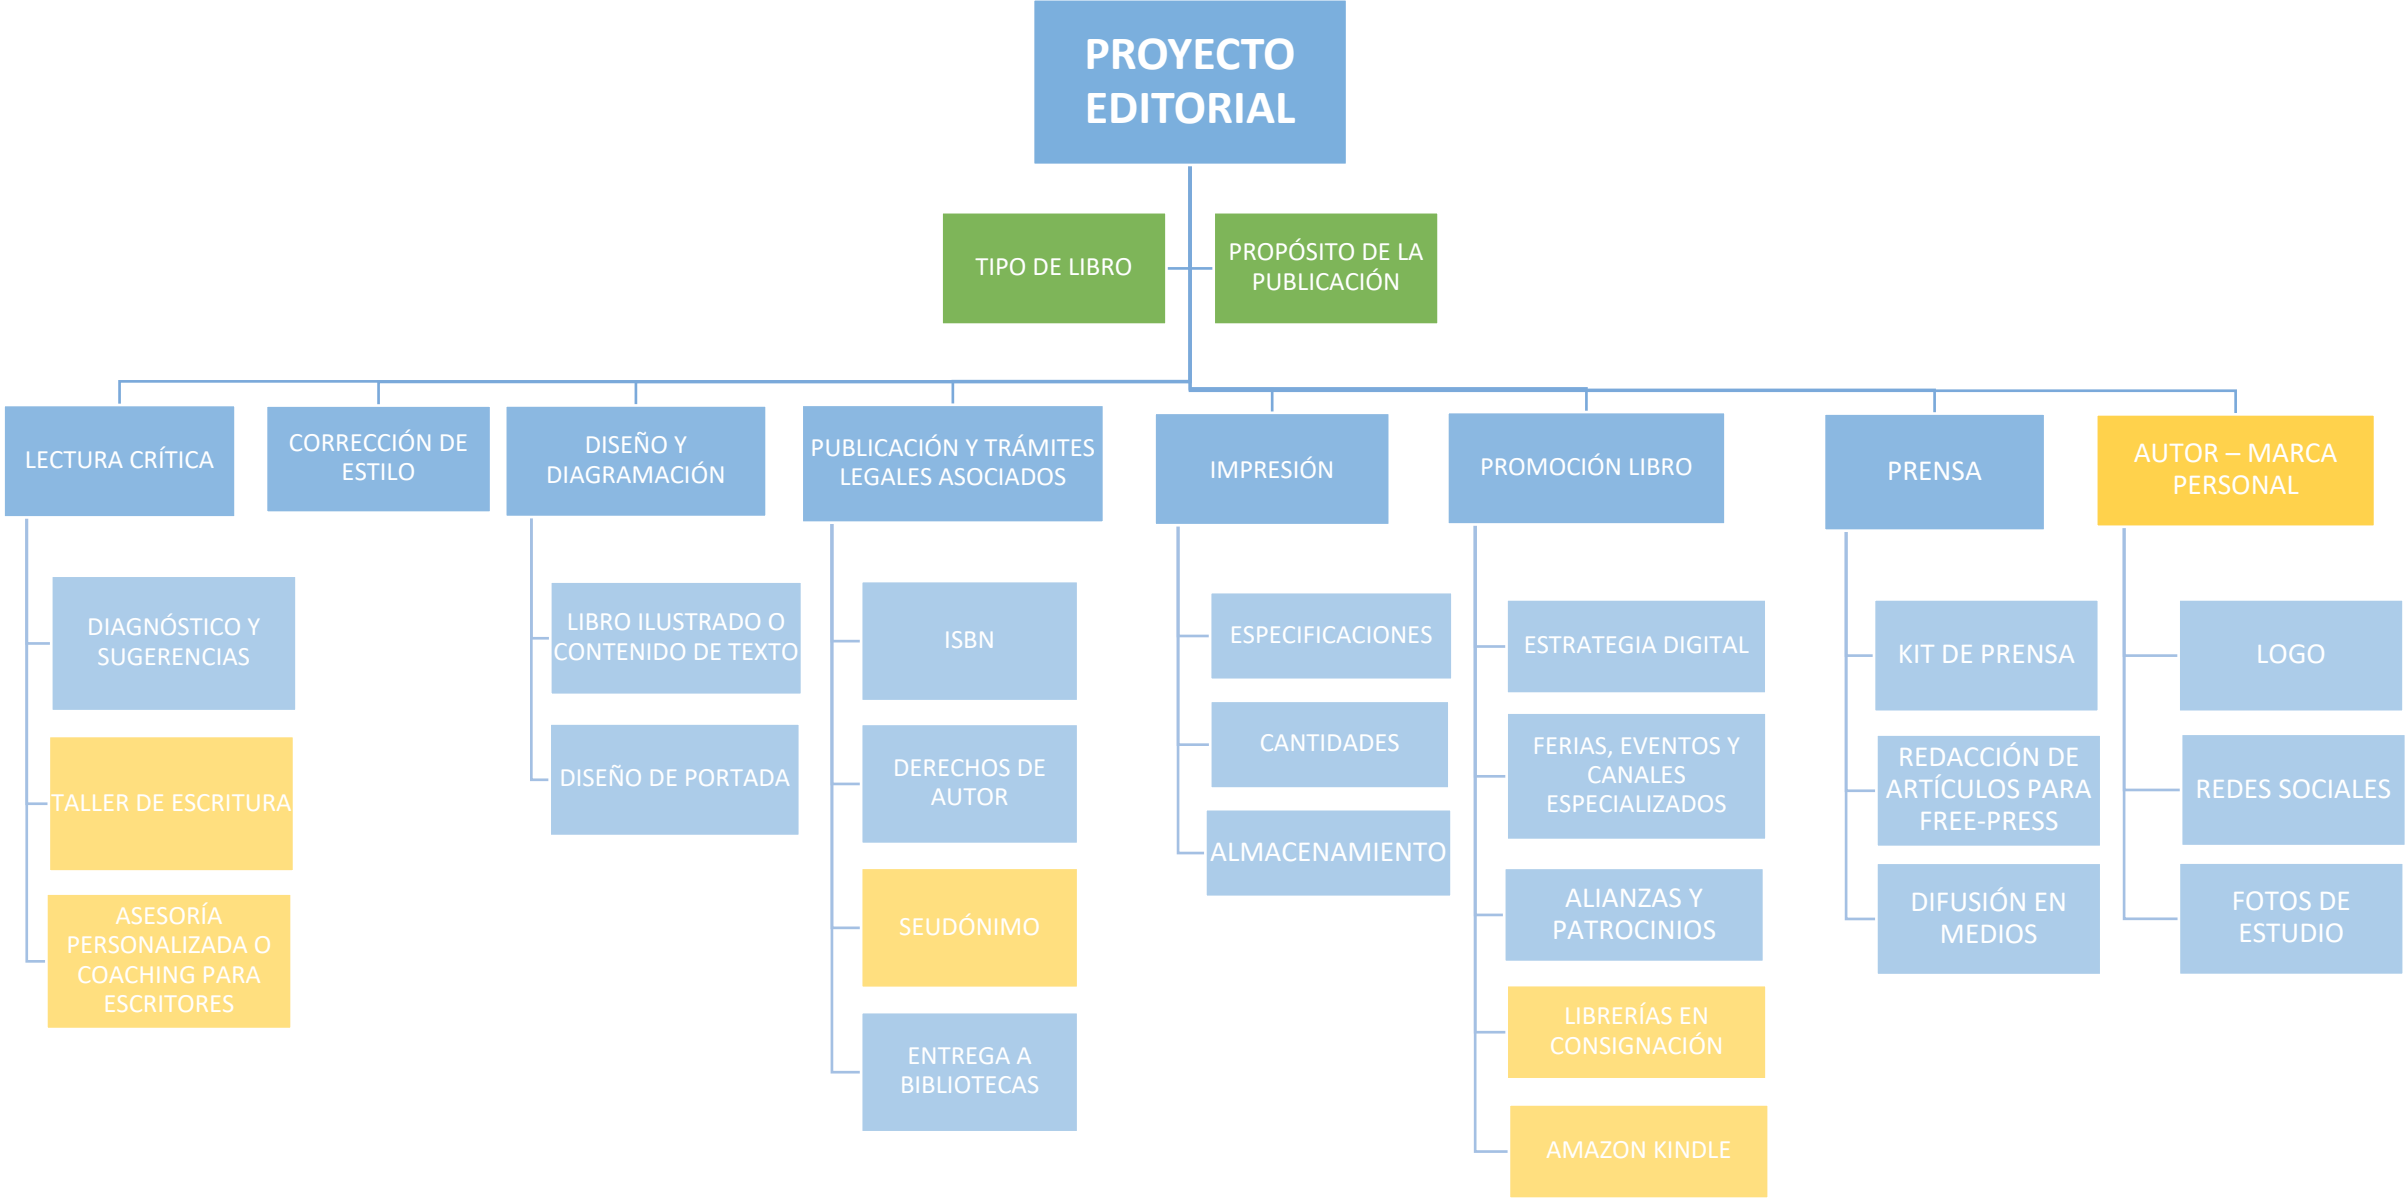 PROYECTO
EDITORIAL
TIPO DE LIBRO
PROPÓSITO DE LA
PUBLICACIÓN
LECTURA CRÍTICA
DIAGNÓSTICO Y
SUGERENCIAS
TALLER DE ESCRITURA
ASESORÍA
PERSONALIZADA O
COACHING PARA
ESCRITORES
CORRECCIÓN DE
ESTILO
DISEÑO Y
DIAGRAMACIÓN
LIBRO ILUSTRADO O
CONTENIDO DE TEXTO
DISEÑO DE PORTADA
PUBLICACIÓN Y TRÁMITES
LEGALES ASOCIADOS
ISBN
DERECHOS DE
AUTOR
SEUDÓNIMO
ENTREGA A
BIBLIOTECAS
IMPRESIÓN
ESPECIFICACIONES
CANTIDADES
ALMACENAMIENTO
PROMOCIÓN LIBRO
ESTRATEGIA DIGITAL
FERIAS, EVENTOS Y
CANALES
ESPECIALIZADOS
ALIANZAS Y
PATROCINIOS
LIBRERÍAS EN
CONSIGNACIÓN
AMAZON KINDLE
PRENSA
KIT DE PRENSA
REDACCIÓN DE
ARTÍCULOS PARA
FREE-PRESS
DIFUSIÓN EN
MEDIOS
AUTOR – MARCA
PERSONAL
LOGO
REDES SOCIALES
FOTOS DE
ESTUDIO